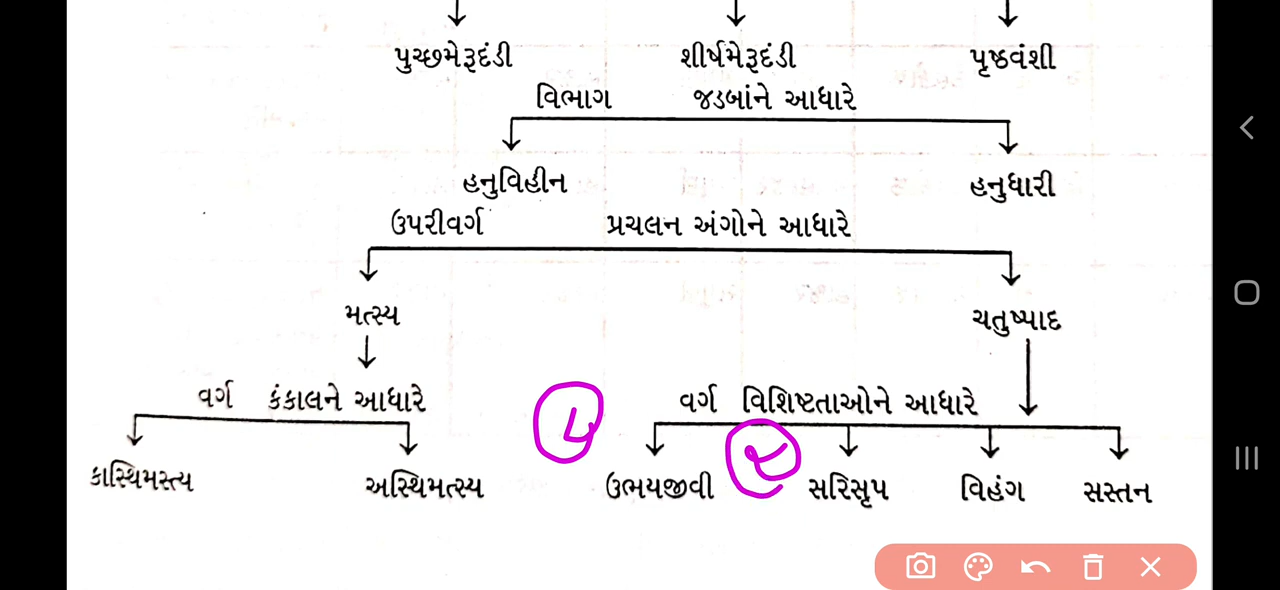 પુચ્છમેરૂદંડી શીર્ષમેરૂદંડી પૃષ્ઠવંશી
વિભાગ જડબાંને આધારે
હનુવિહીન હનુધારી
ઉપરીવર્ગ પ્રચલન અંગોને આધારે
મત્સ્ય ચતુષ્પાદ
વર્ગ કંકાલને આધારે વર્ગ વિશિષ્ટતાઓને આધારે
કાસ્થિમસ્ત્ય અસ્થિમત્સ્ય ઉભયજીવી સરિસૃપ વિહંગ સસ્તન